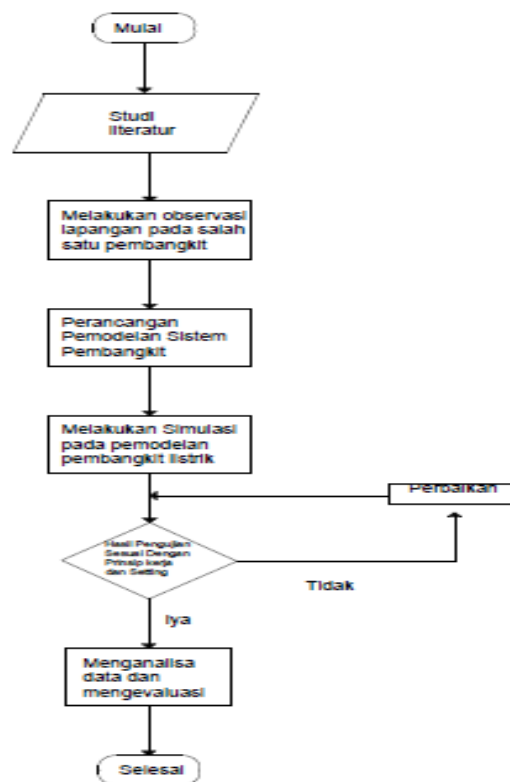 Mulai
Studi
literatur
Melakukan observasi
lapangan pada salah
satu pembangkit
Perancangan
Pemodelan Sistem
Pembangkit
Melakukan Simulasi
pada pemodelan
pembangkit listrik
Perbaikan
Hasil Pengujian
Sesuai Dengan
Prinsip kerja
dan Setting
Tidak
Iya
Menganalisa
data dan
mengevaluasi
Selesai